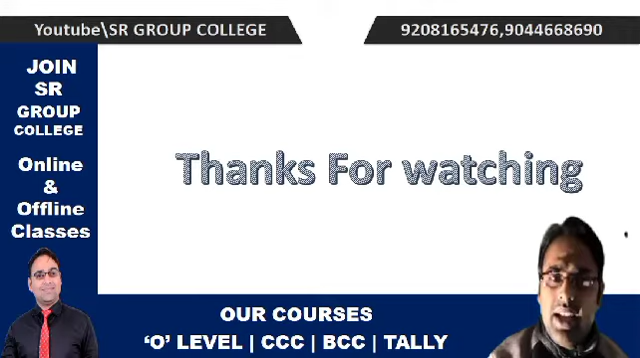 Youtube\SR GROUP COLLEGE
9208165476,9044668690
JOIN
SR
GROUP
COLLEGE
Online
&
Offline
Classes
Thanks For watching
OUR COURSES
‘O’ LEVEL | CCC | BCC | TALLY